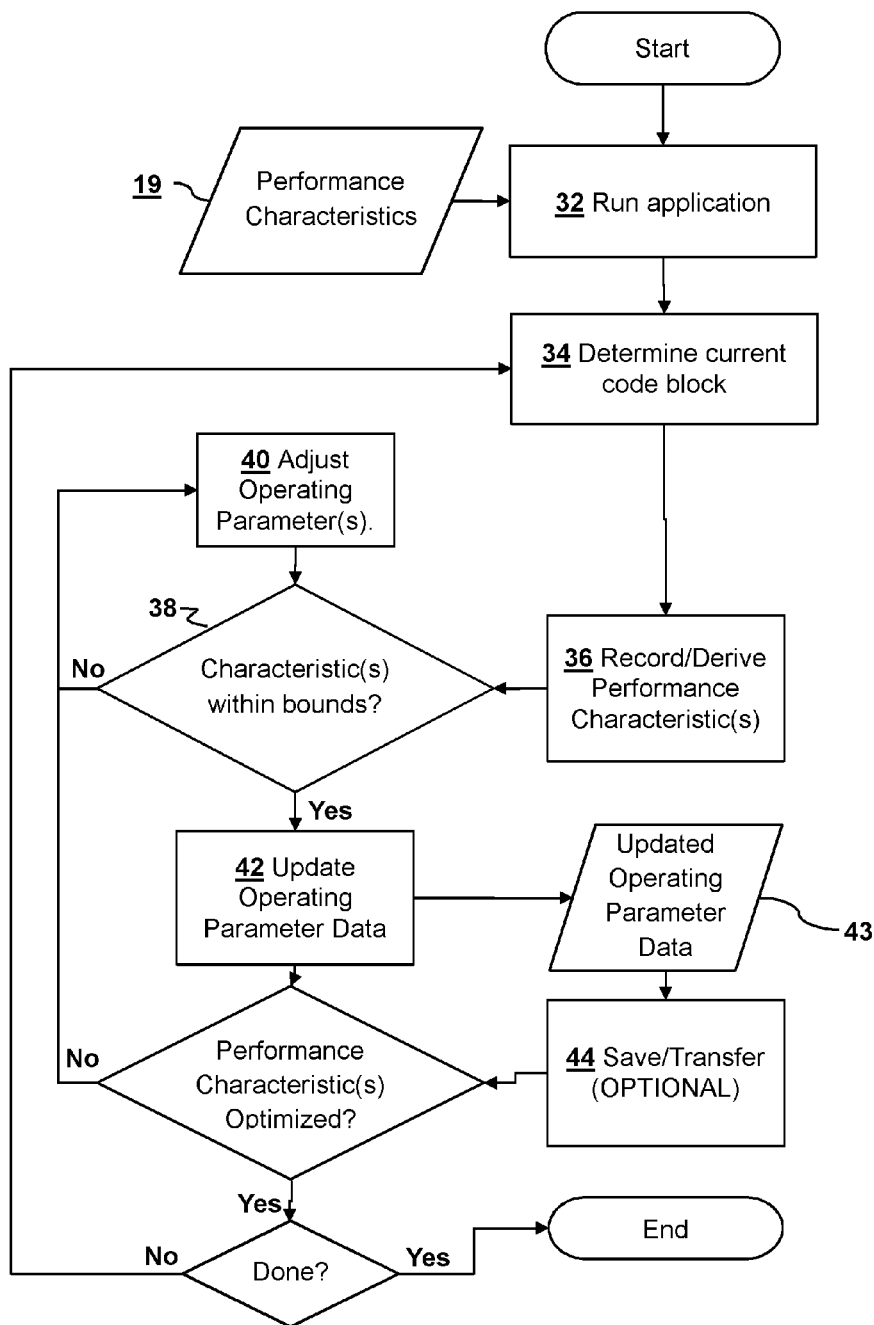 Start
19
Performance
Characteristics
32 Run application
34 Determine current
code block
40 Adjust
Operating
Parameter(s).
38
No
Characteristic(s)
within bounds?
36 Record/Derive
Performance
Characteristic(s)
Yes
42 Update
Operating
Parameter Data
Updated
Operating
Parameter
Data
43
No
Performance
Characteristic(s)
Optimized?
44 Save/Transfer
(OPTIONAL)
Yes
No
Done?
Yes
End